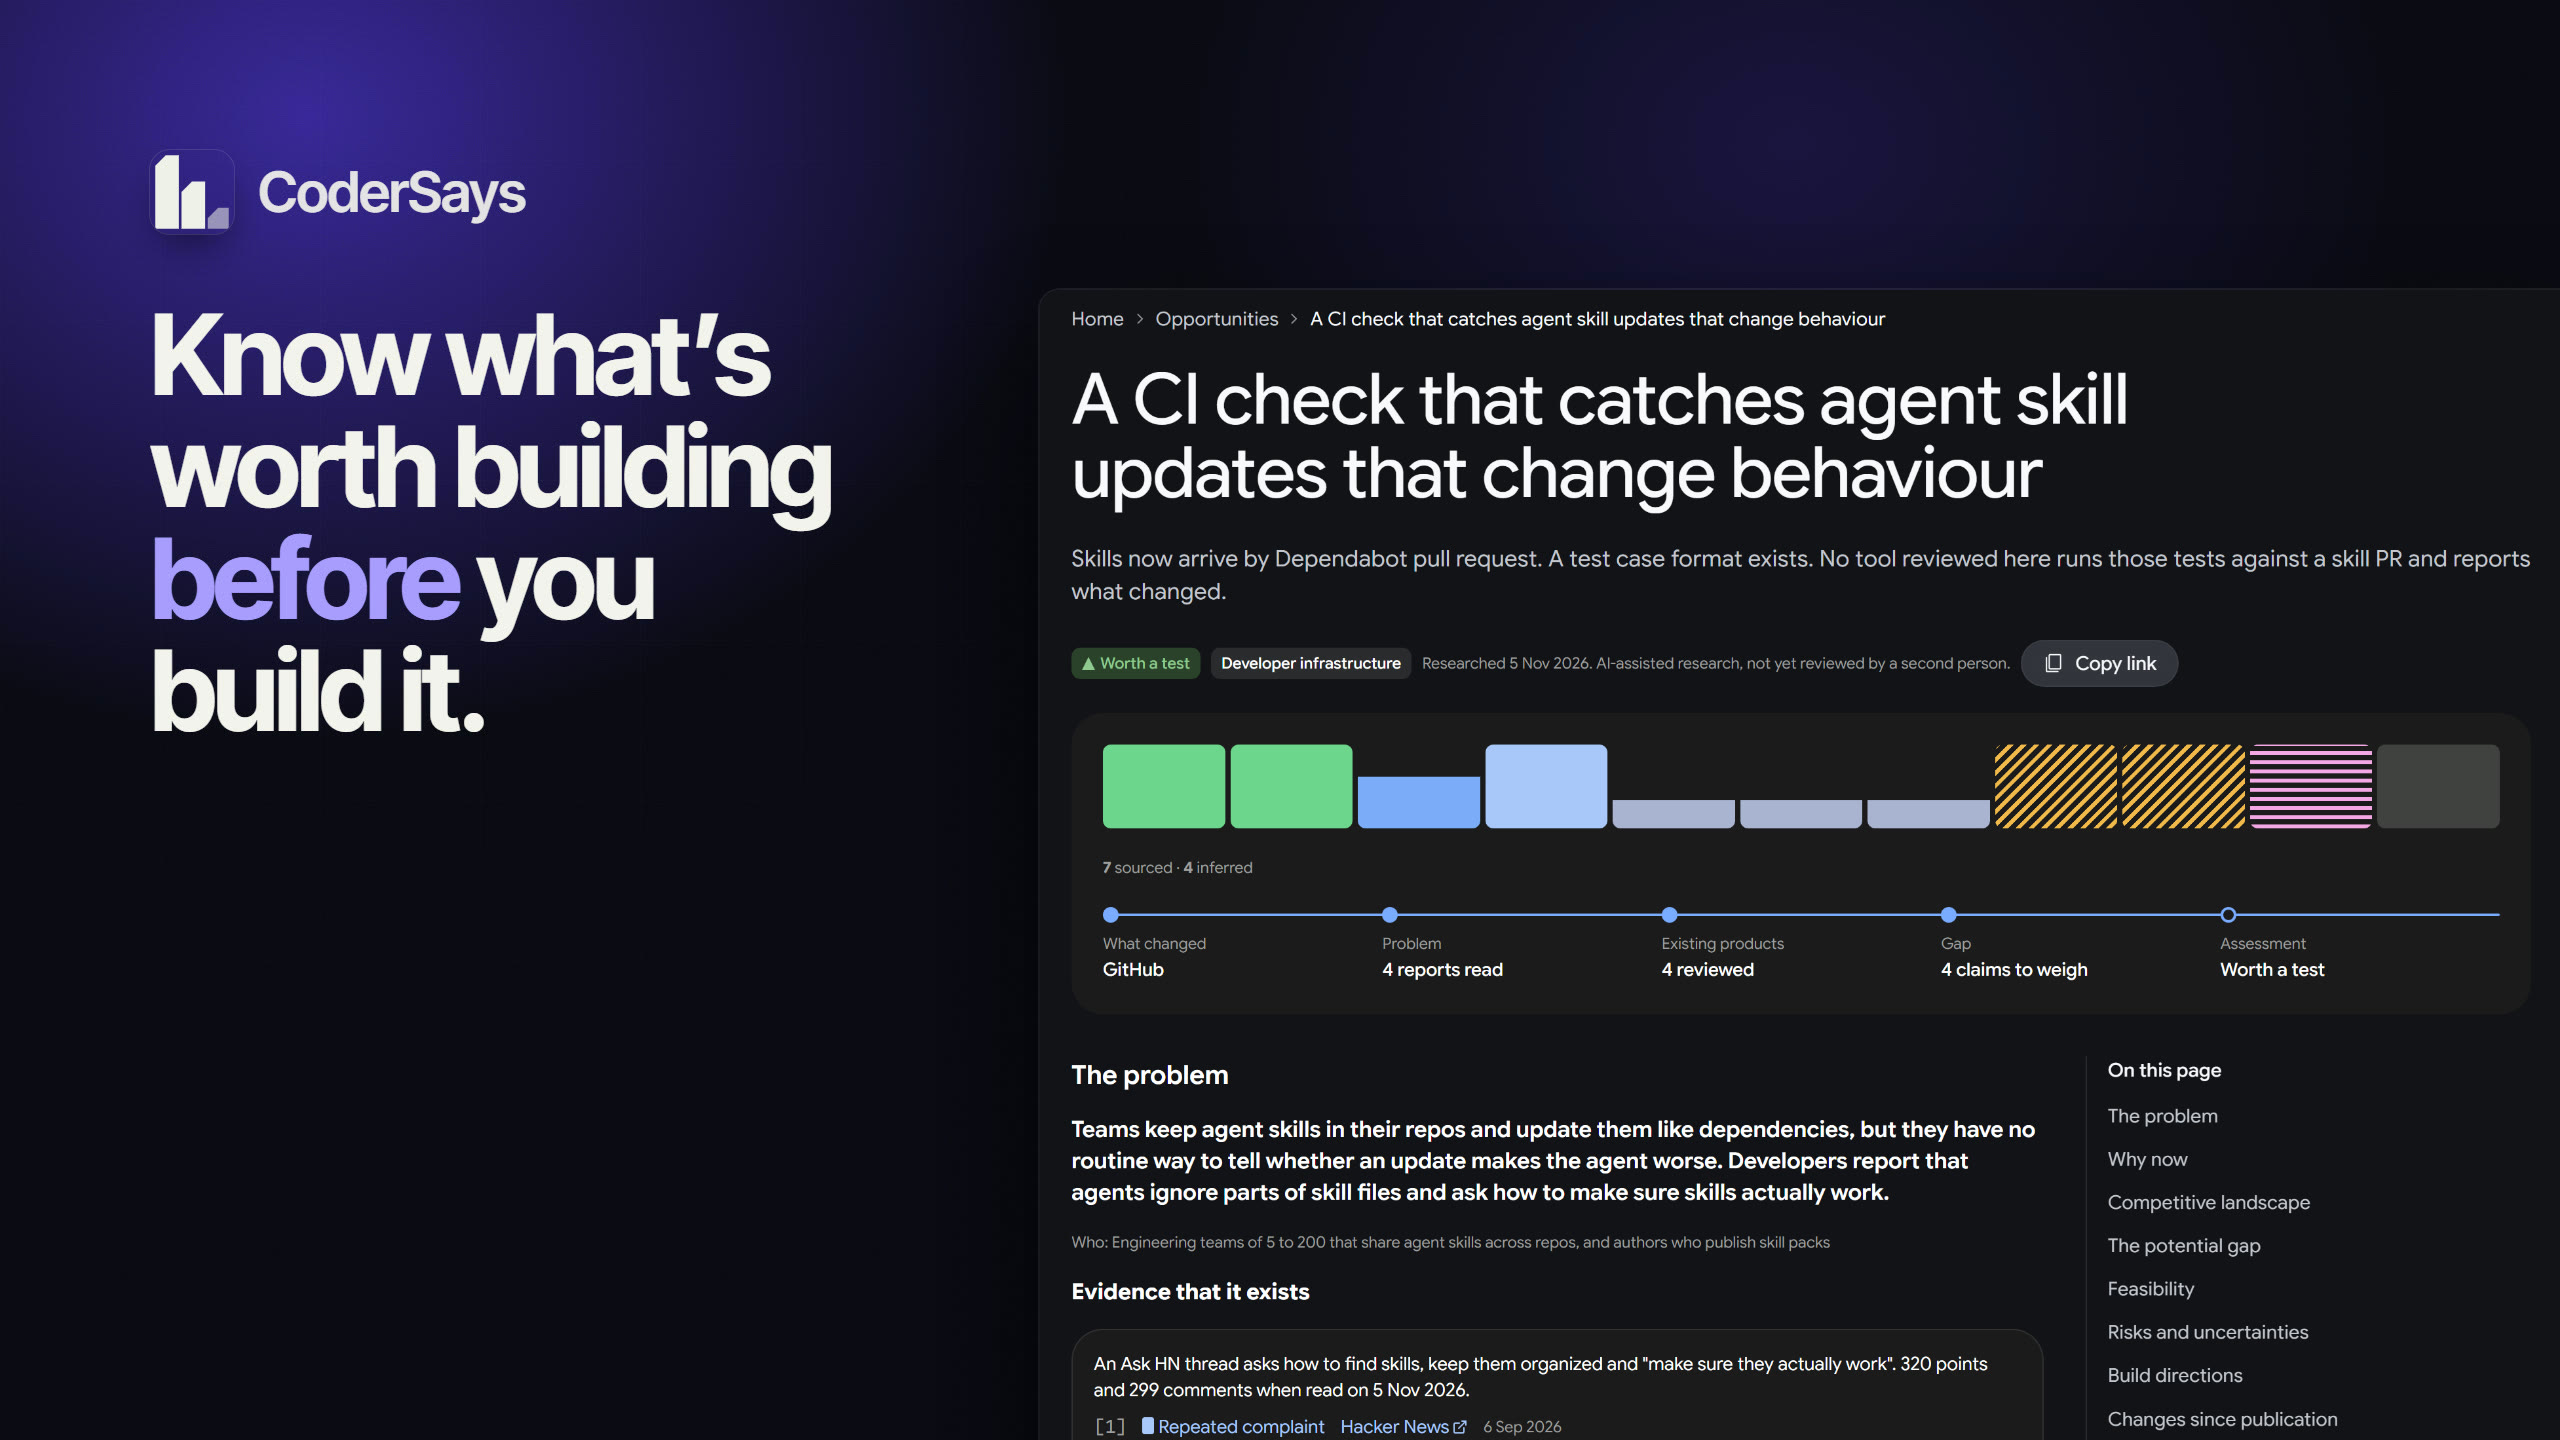 CoderSays
Know what’s
worth building
before you
build it.
Home > Opportunities > A CI check that catches agent skill updates that change behaviour
A CI check that catches agent skill
updates that change behaviour
Skills now arrive by Dependabot pull request. A test case format exists. No tool reviewed here runs those tests against a skill PR and reports
what changed.
▲ Worth a test Developer infrastructure Researched 5 Nov 2026. AI-assisted research, not yet reviewed by a second person. Copy link
7 sourced · 4 inferred
What changed Problem Existing products Gap Assessment
GitHub 4 reports read 4 reviewed 4 claims to weigh Worth a test
The problem
Teams keep agent skills in their repos and update them like dependencies, but they have no
routine way to tell whether an update makes the agent worse. Developers report that
agents ignore parts of skill files and ask how to make sure skills actually work.
Who: Engineering teams of 5 to 200 that share agent skills across repos, and authors who publish skill packs
Evidence that it exists
An Ask HN thread asks how to find skills, keep them organized and "make sure they actually work". 320 points
and 299 comments when read on 5 Nov 2026.
[1] Repeated complaint Hacker News 6 Sep 2026
On this page
The problem
Why now
Competitive landscape
The potential gap
Feasibility
Risks and uncertainties
Build directions
Changes since publication